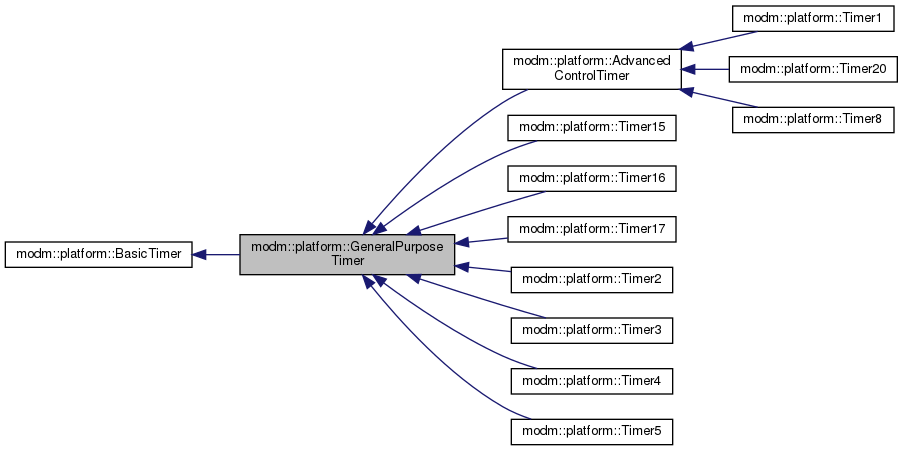 modm::platform::Timer1
modm::platform::Advanced
ControlTimer
modm::platform::Timer20
modm::platform::Timer8
modm::platform::Timer15
modm::platform::Timer16
modm::platform::Timer17
modm::platform::GeneralPurpose
Timer
modm::platform::BasicTimer
modm::platform::Timer2
modm::platform::Timer3
modm::platform::Timer4
modm::platform::Timer5